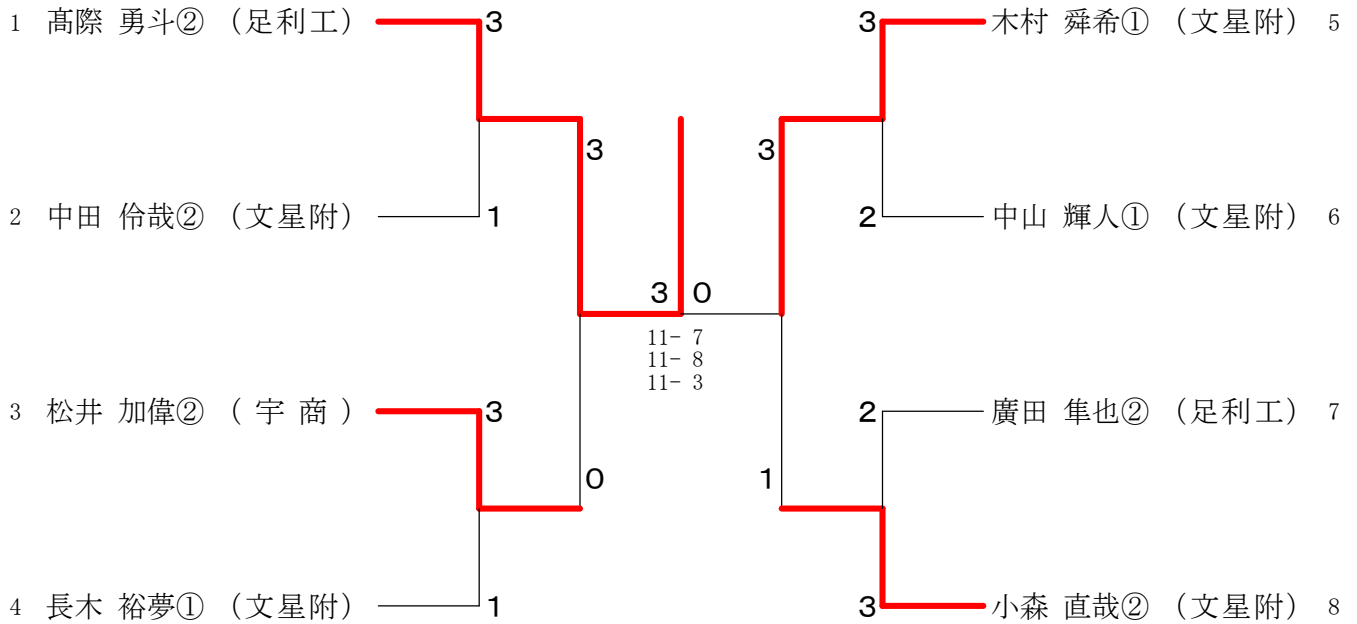 1 髙際 勇斗② (足利工) 3
3 木村 舜希① (文星附) 5
3
3
2 中田 伶哉② (文星附) 1
2 中山 輝人① (文星附) 6
3 0
11- 7
11- 8
11- 3
3 松井 加偉② ( 宇 商 ) 3
2 廣田 隼也② (足利工) 7
0
1
4 長木 裕夢① (文星附) 1
3 小森 直哉② (文星附) 8